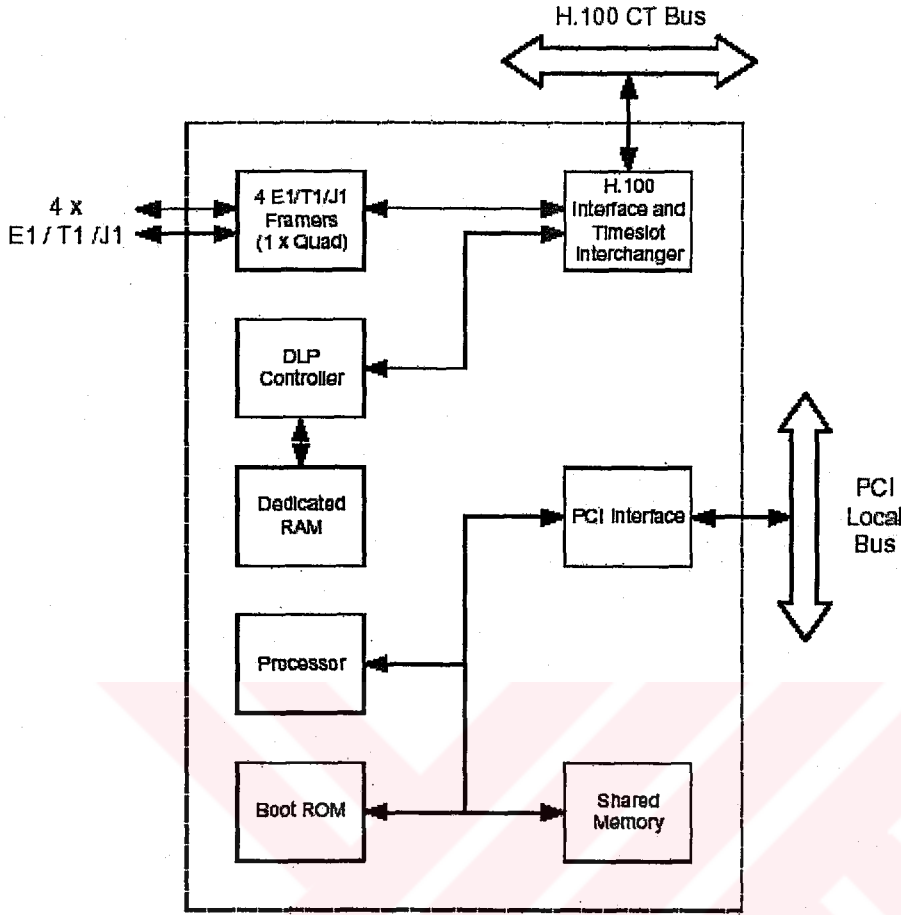 H.100 CT Bus
4 x
E1 / T1 /J1
4 E1/T1/J1
Framers
(1 x Quad)
H.100
Interface and
Timeslot
Interchanger
DLP
Controller
Dedicated
RAM
PCI Interface
PCI
Local
Bus
Processor
Boot ROM
Shared
Memory